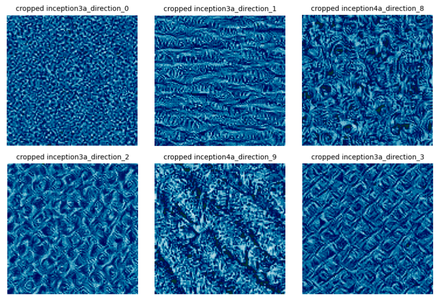 cropped inception3a_direction_0
cropped inception3a_direction_1
cropped inception4a_direction_8
cropped inception3a_direction_2
cropped inception4a_direction_9
cropped inception3a_direction_3